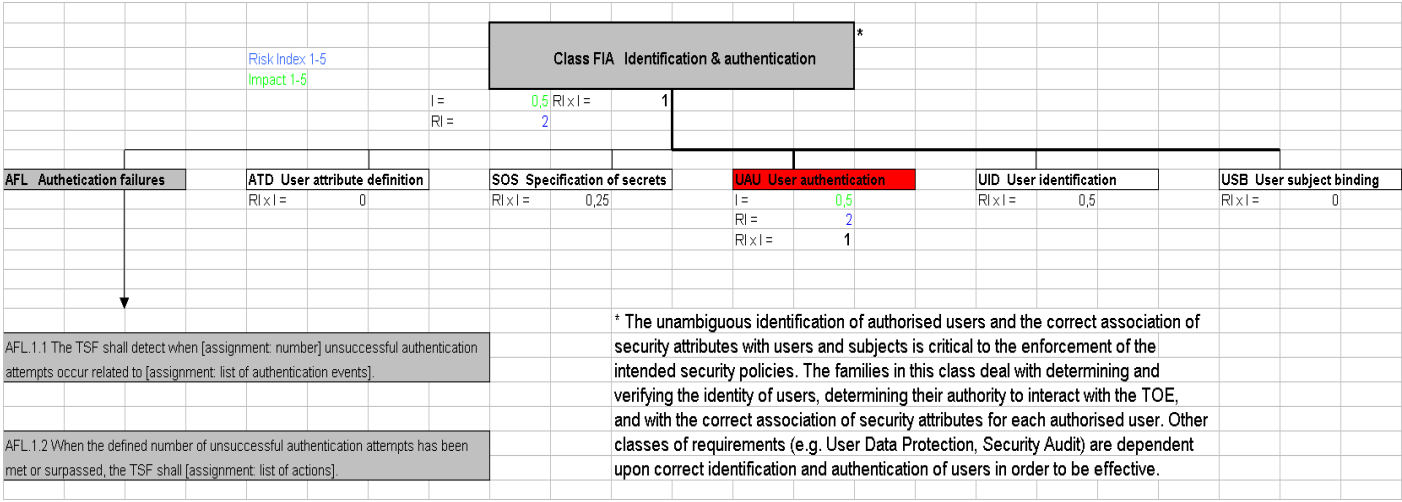 *
Class FIA Identification & authentication
Risk Index 1-5
Impact 1-5
I = 0,5 RI x I = 1
RI = 2
AFL Authetication failures
ATD User attribute definition
SOS Specification of secrets
UAU User authentication
UID User identification
USB User subject binding
RI x I = 0
RI x I = 0,25
I = 0,5
RI x I = 0,5
RI x I = 0
RI = 2
RI x I = 1
* The unambiguous identification of authorised users and the correct association of
security attributes with users and subjects is critical to the enforcement of the
intended security policies. The families in this class deal with determining and
verifying the identity of users, determining their authority to interact with the TOE,
and with the correct association of security attributes for each authorised user. Other
classes of requirements (e.g. User Data Protection, Security Audit) are dependent
upon correct identification and authentication of users in order to be effective.
AFL.1.1 The TSF shall detect when [assignment: number] unsuccessful authentication
attempts occur related to [assignment: list of authentication events].
AFL.1.2 When the defined number of unsuccessful authentication attempts has been
met or surpassed, the TSF shall [assignment: list of actions].